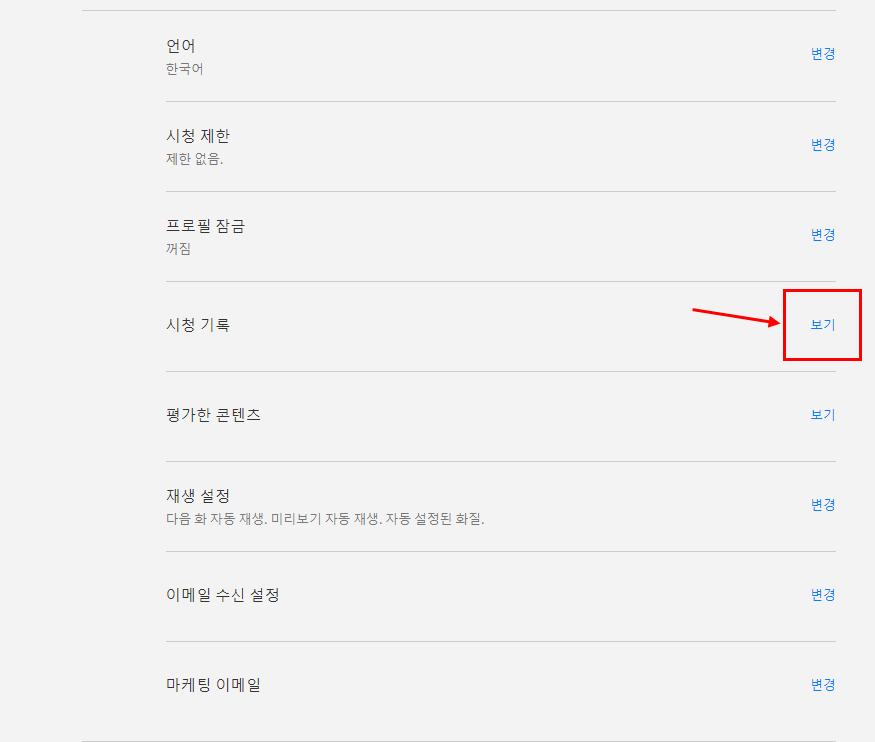 언어
변경
한국어
시청 제한
변경
제한 없음.
프로필 잠금
변경
꺼짐
시청 기록
보기
평가한 콘텐츠
보기
재생 설정
변경
다음 화 자동 재생. 미리보기 자동 재생. 자동 설정된 화질.
이메일 수신 설정
변경
마케팅 이메일
변경